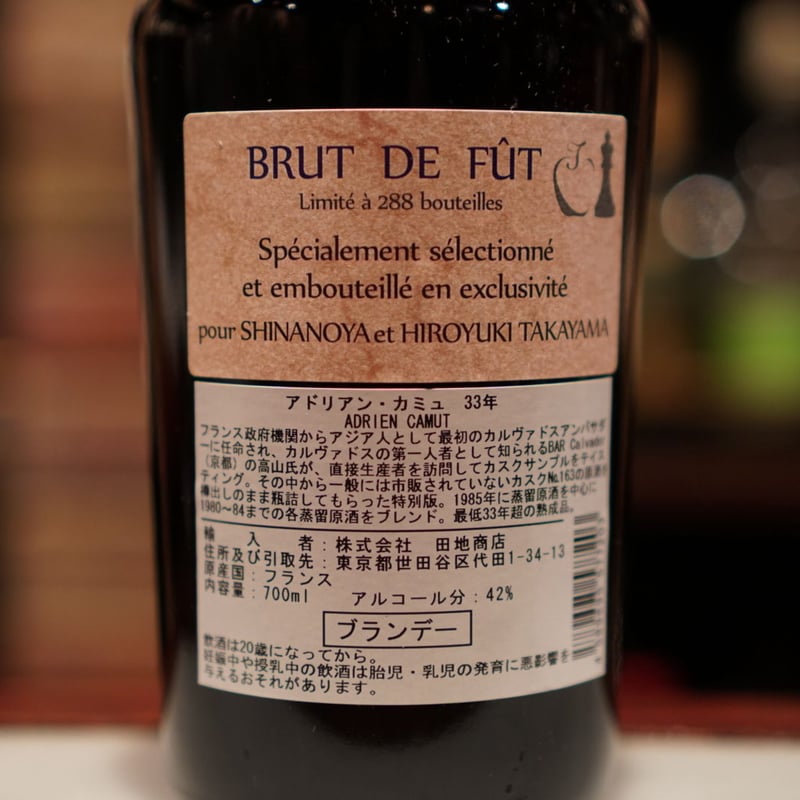 BRUT DE FÛT
Limité à 288 bouteilles
Spécialement sélectionné
et embouteillé en exclusivité
pour SHINANOYA et HIROYUKI TAKAYAMA
アドリアン・カミュ 33年
ADRIEN CAMUT
フランス政府機関からアジア人として最初のカルヴァドスアンバサダ
ーに任命され、カルヴァドスの第一人者として知られるBAR Calvador
（京都）の高山氏が、直接生産者を訪問してカスクサンプルをテイス
ティング。その中から一般には市販されていないカスク№163の原酒を
樽出しのまま瓶詰してもらった特別版。1985年に蒸留原酒を中心に
1980～84までの各蒸留原酒をブレンド。最低33年超の熟成品。
輸入者：株式会社 田地商店
住所及び引取先：東京都世田谷区代田1-34-13
原産国：フランス
内容量：700ml アルコール分：42%
ブランデー
飲酒は20歳になってから。
妊娠中や授乳中の飲酒は胎児・乳児の発育に悪影響を
与えるおそれがあります。